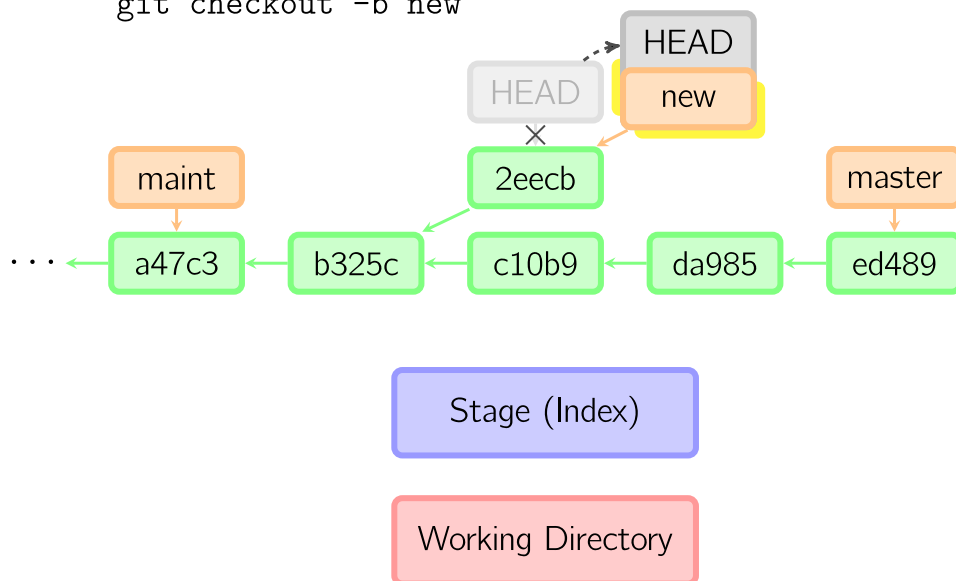 git checkout -b new
HEAD
HEAD
new
maint
2eecb
master
... a47c3 b325c c10b9 da985 ed489
Stage (Index)
Working Directory